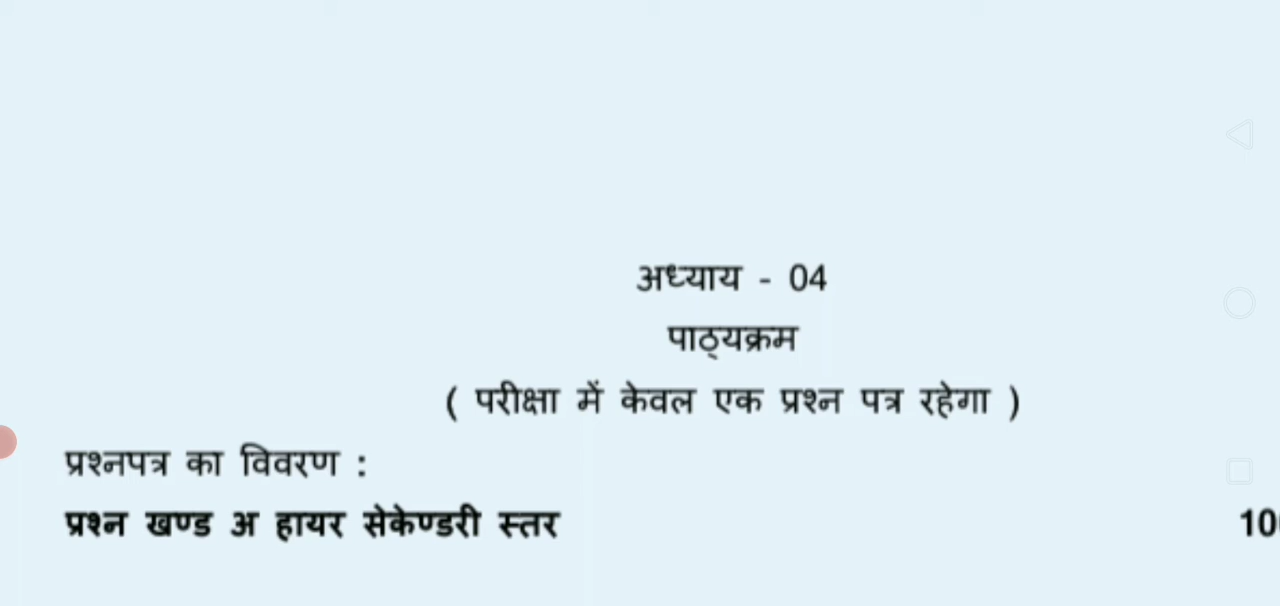 अध्याय - 04
पाठ्यक्रम
( परीक्षा में केवल एक प्रश्न पत्र रहेगा )
प्रश्नपत्र का विवरण :
प्रश्न खण्ड अ हायर सेकेण्डरी स्तर